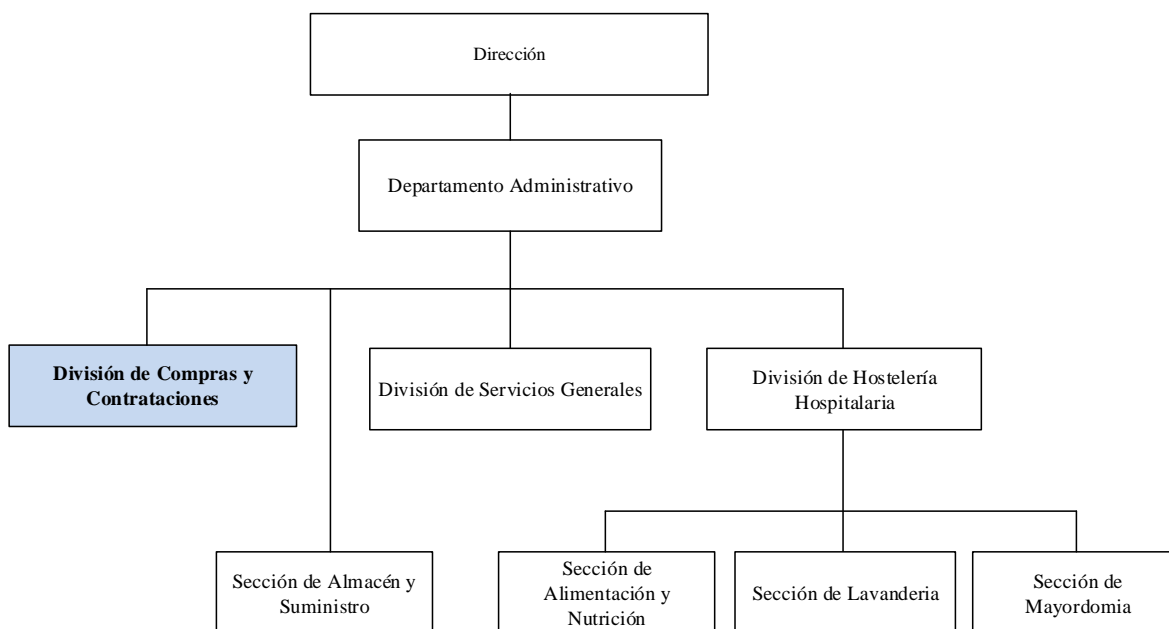 Dirección
Departamento Administrativo
División de Compras y
Contrataciones
División de Servicios Generales
División de Hostelería
Hospitalaria
Sección de Almacén y
Suministro
Sección de
Alimentación y
Nutrición
Sección de Lavanderia
Sección de
Mayordomia